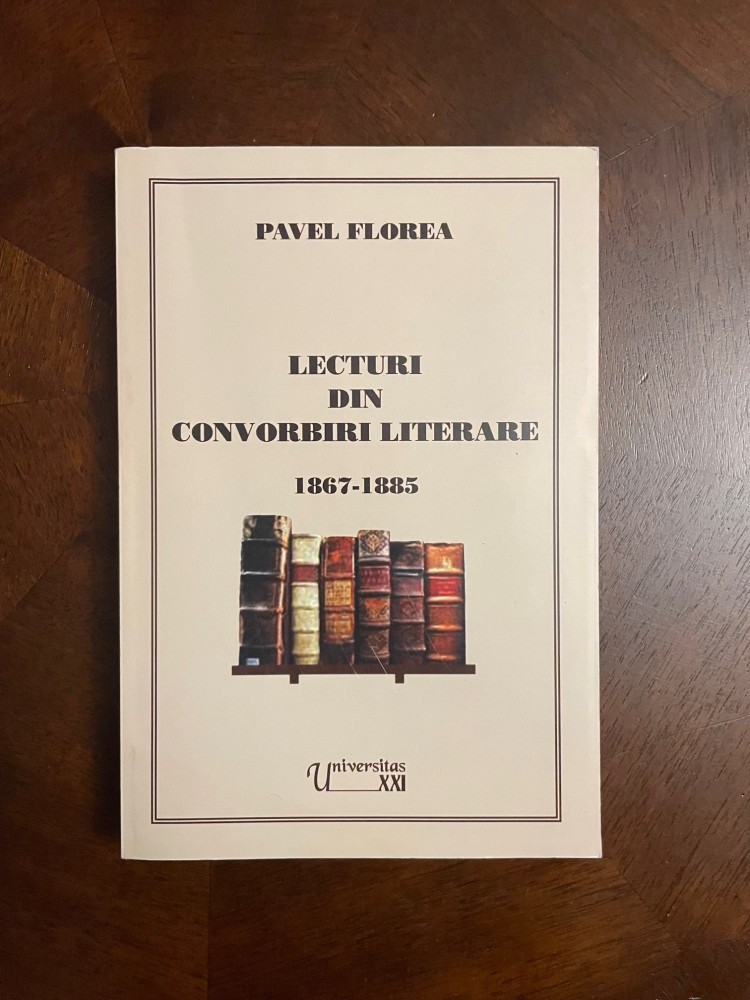 PAVEL FLOREA
LECTURI
DIN
CONVORBIRI LITERARE
1867-1885
Universitas
XXI